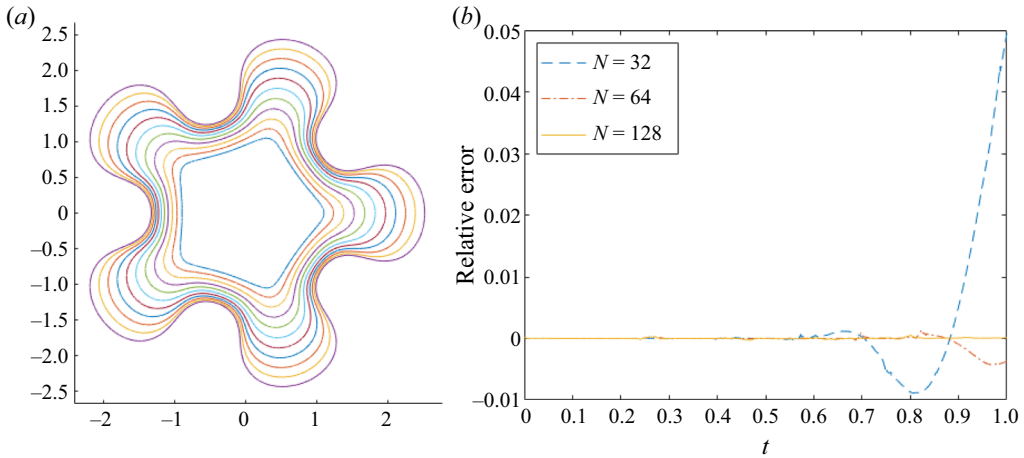 (a)
2.5
2.0
1.5
1.0
0.5
0
–0.5
–1.0
–1.5
–2.0
–2.5
–2 –1 0 1 2
(b)
0.05
0.04
0.03
0.02
0.01
0
–0.01
Relative error
N = 32
N = 64
N = 128
0 0.1 0.2 0.3 0.4 0.5 0.6 0.7 0.8 0.9 1.0
t